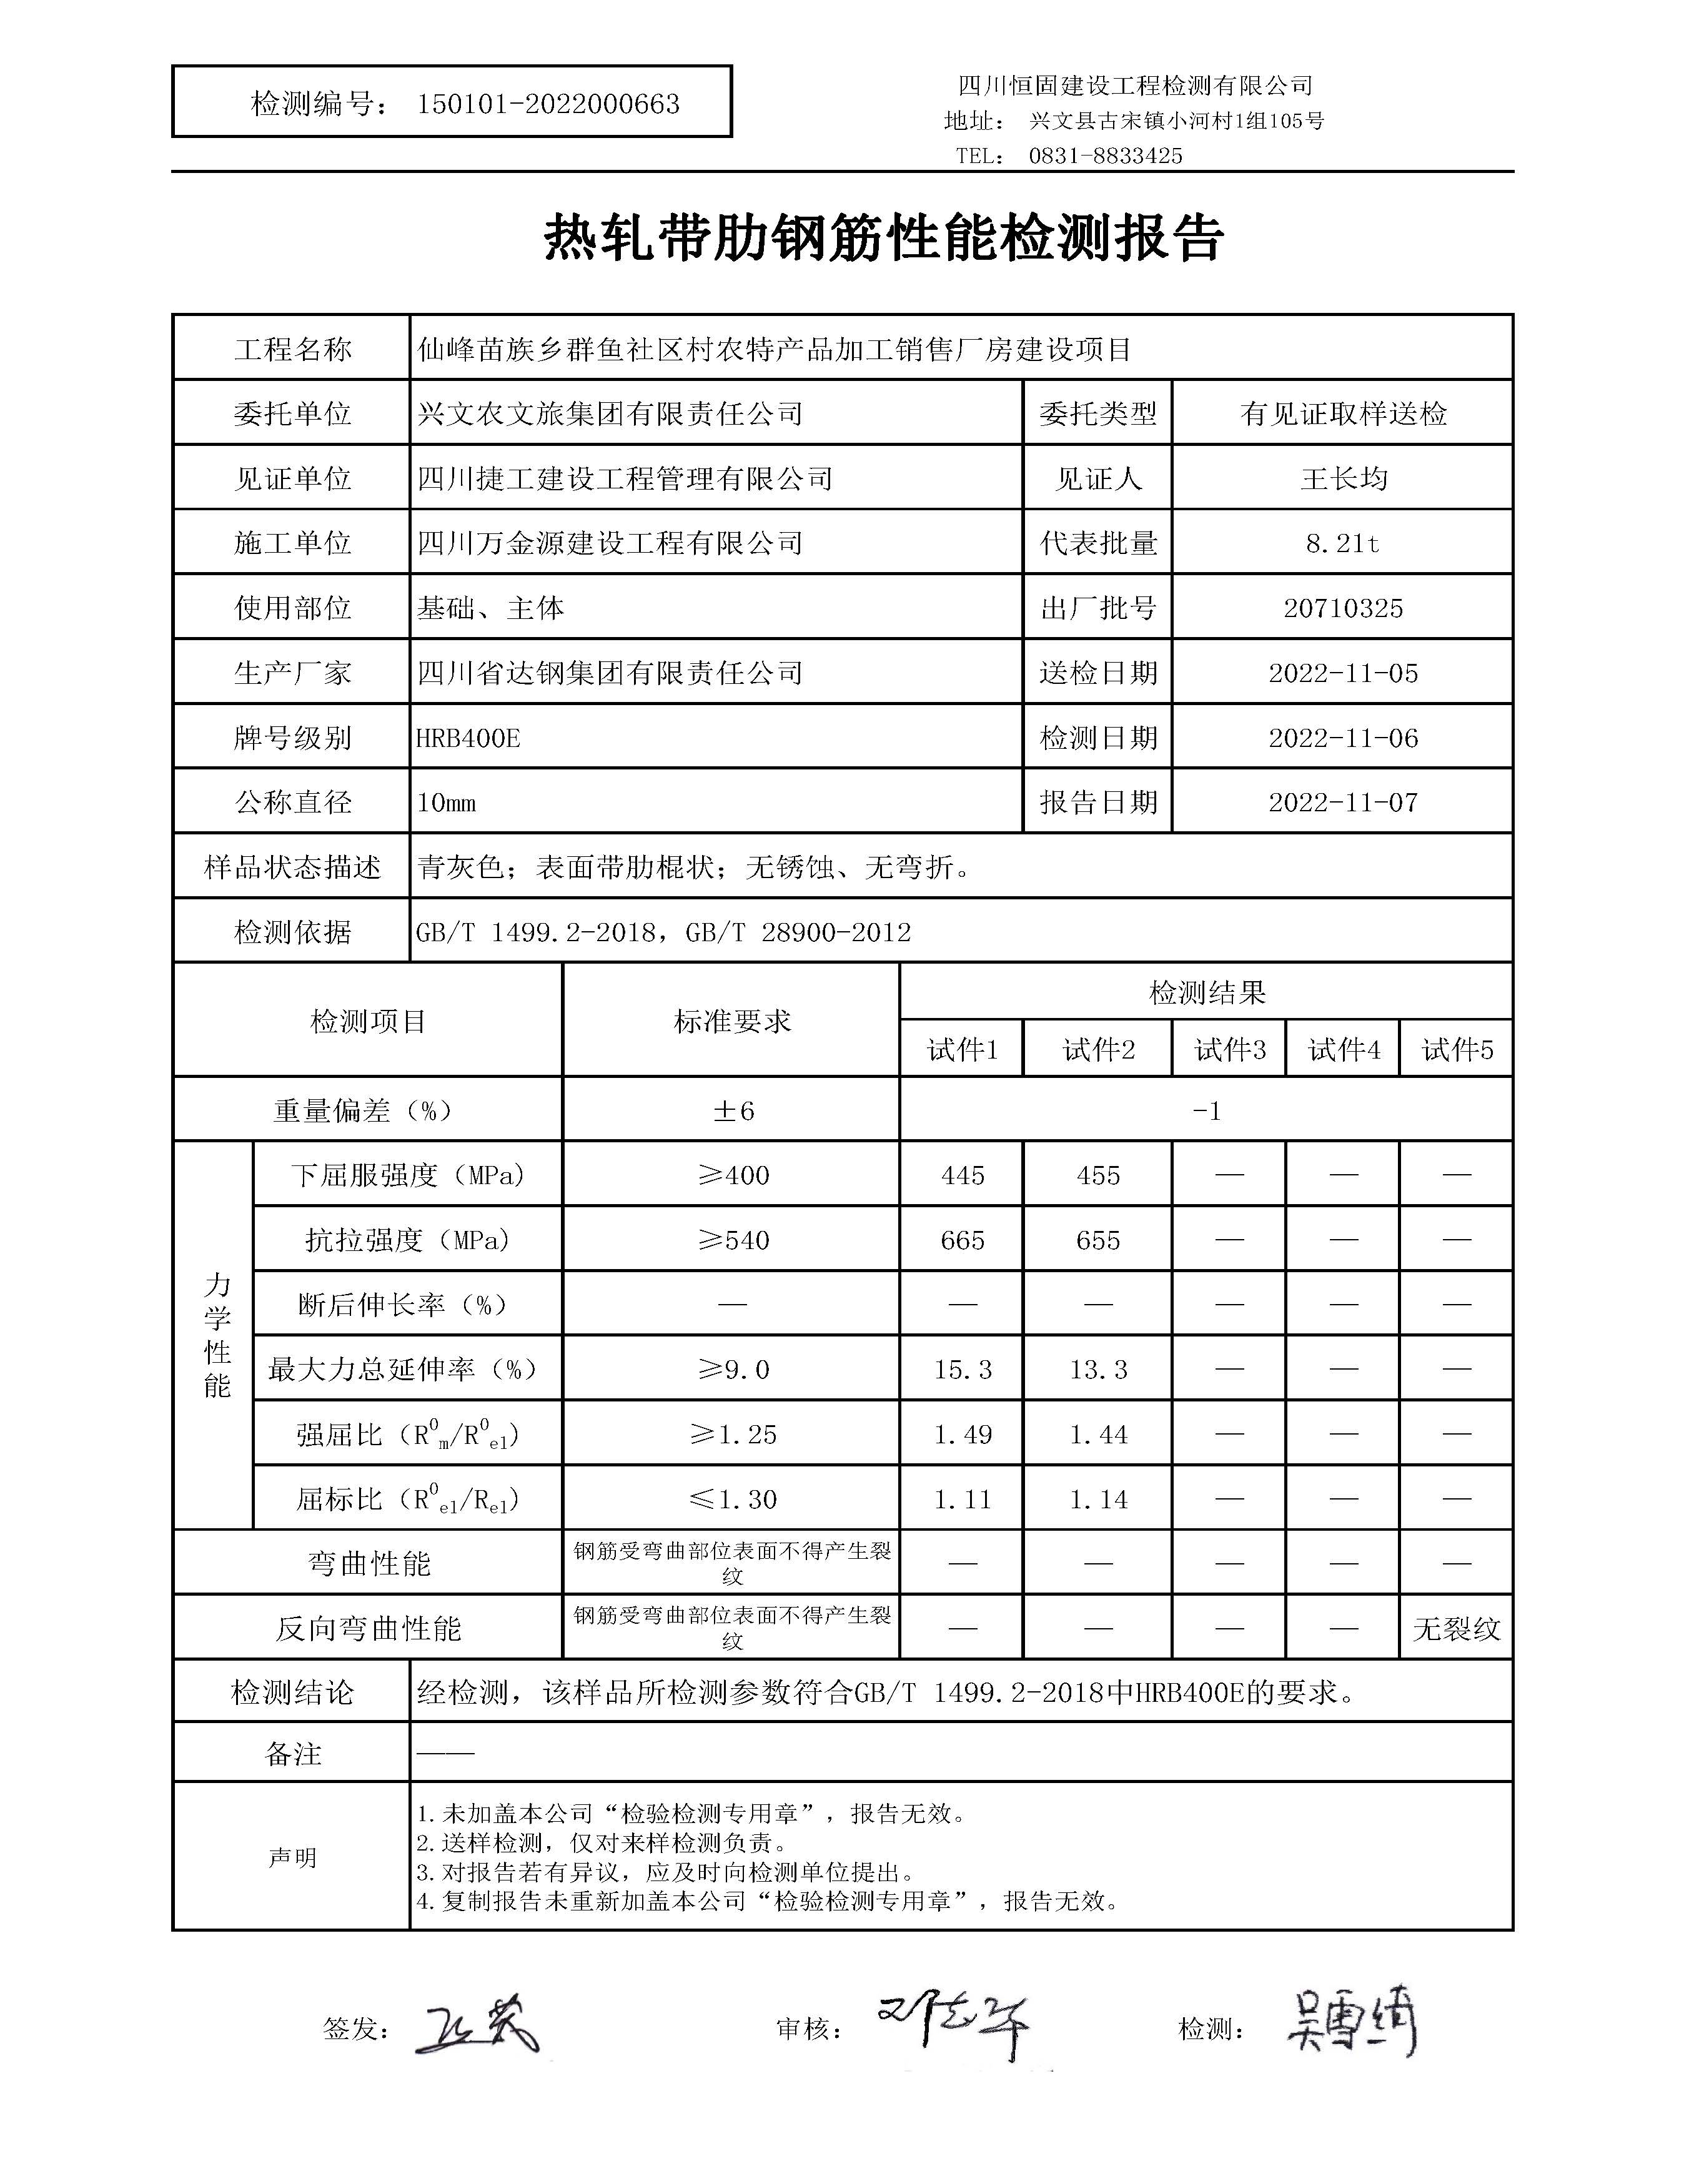 检测编号： 150101-2022000663
四川恒固建设工程检测有限公司
地址： 兴文县古宋镇小河村1组105号
TEL： 0831-8833425
热轧带肋钢筋性能检测报告
工程名称 仙峰苗族乡群鱼社区村农特产品加工销售厂房建设项目
委托单位 兴文农文旅集团有限责任公司 委托类型 有见证取样送检
见证单位 四川捷工建设工程管理有限公司 见证人 王长均
施工单位 四川万金源建设工程有限公司 代表批量 8.21t
使用部位 基础、主体 出厂批号 20710325
生产厂家 四川省达钢集团有限责任公司 送检日期 2022-11-05
牌号级别 HRB400E 检测日期 2022-11-06
公称直径 10mm 报告日期 2022-11-07
样品状态描述 青灰色；表面带肋棍状；无锈蚀、无弯折。
检测依据 GB/T 1499.2-2018，GB/T 28900-2012
检测项目 标准要求 检测结果
试件1 试件2 试件3 试件4 试件5
重量偏差（%） ±6 -1
力学性能
下屈服强度（MPa） ≥400 445 455 — — —
抗拉强度（MPa） ≥540 665 655 — — —
断后伸长率（%） — — — — — —
最大力总延伸率（%） ≥9.0 15.3 13.3 — — —
强屈比（R⁰m/R⁰el） ≥1.25 1.49 1.44 — — —
屈标比（R⁰el/Rel） ≤1.30 1.11 1.14 — — —
弯曲性能 钢筋受弯曲部位表面不得产生裂纹 — — — — —
反向弯曲性能 钢筋受弯曲部位表面不得产生裂纹 — — — — 无裂纹
检测结论 经检测，该样品所检测参数符合GB/T 1499.2-2018中HRB400E的要求。
备注 ——
声明
1.未加盖本公司“检验检测专用章”，报告无效。
2.送样检测，仅对来样检测负责。
3.对报告若有异议，应及时向检测单位提出。
4.复制报告未重新加盖本公司“检验检测专用章”，报告无效。
签发： 审核： 邓志华 检测： 吴雪绮